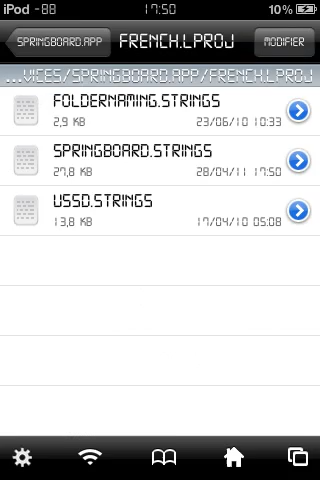 iPod -88 17:50 10%
SPRINGBOARD.APP FRENCH.LPROJ MODIFIER
...VICES/SPRINGBOARD.APP/FRENCH.LPROJ
FOLDERNAMING.STRINGS
2,9 KB 23/06/10 10:33
SPRINGBOARD.STRINGS
27,8 KB 28/04/11 17:50
USSD.STRINGS
13,8 KB 17/04/10 05:08